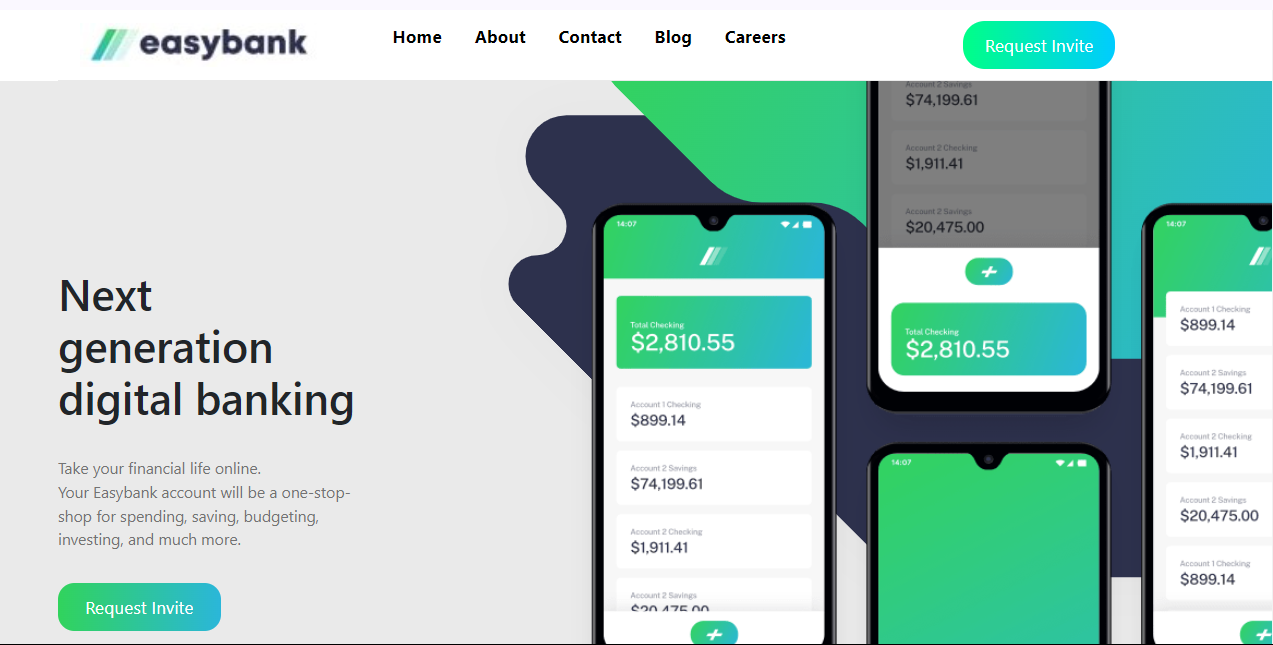 easybank
Home About Contact Blog Careers
Request Invite
Next
generation
digital banking
Take your financial life online.
Your Easybank account will be a one-stop-
shop for spending, saving, budgeting,
investing, and much more.
Request Invite
14:07
Total Checking
$2,810.55
Account 1 Checking
$899.14
Account 2 Savings
$74,199.61
Account 2 Checking
$1,911.41
Account 2 Savings
$20,475.00
Account 2 Savings
$74,199.61
Account 2 Checking
$1,911.41
Account 2 Savings
$20,475.00
Total Checking
$2,810.55
14:07
14:07
Account 1 Checking
$899.14
Account 2 Savings
$74,199.61
Account 2 Checking
$1,911.41
Account 2 Savings
$20,475.00
Account 1 Checking
$899.14